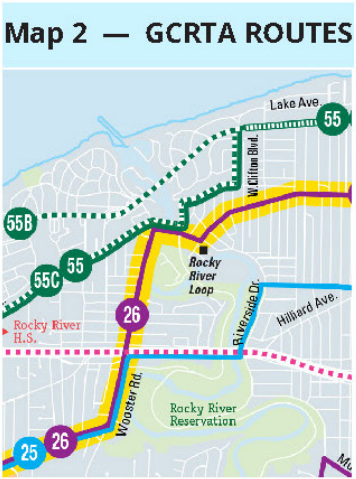 Map 2 — GCRTA ROUTES
Lake Ave.
55
W.Clifton Blvd.
55B
55
55C
Rocky
River
Loop
26
Riverside Dr.
Hilliard Ave.
Rocky River
H.S.
Wooster Rd.
Rocky River
Reservation
26
25